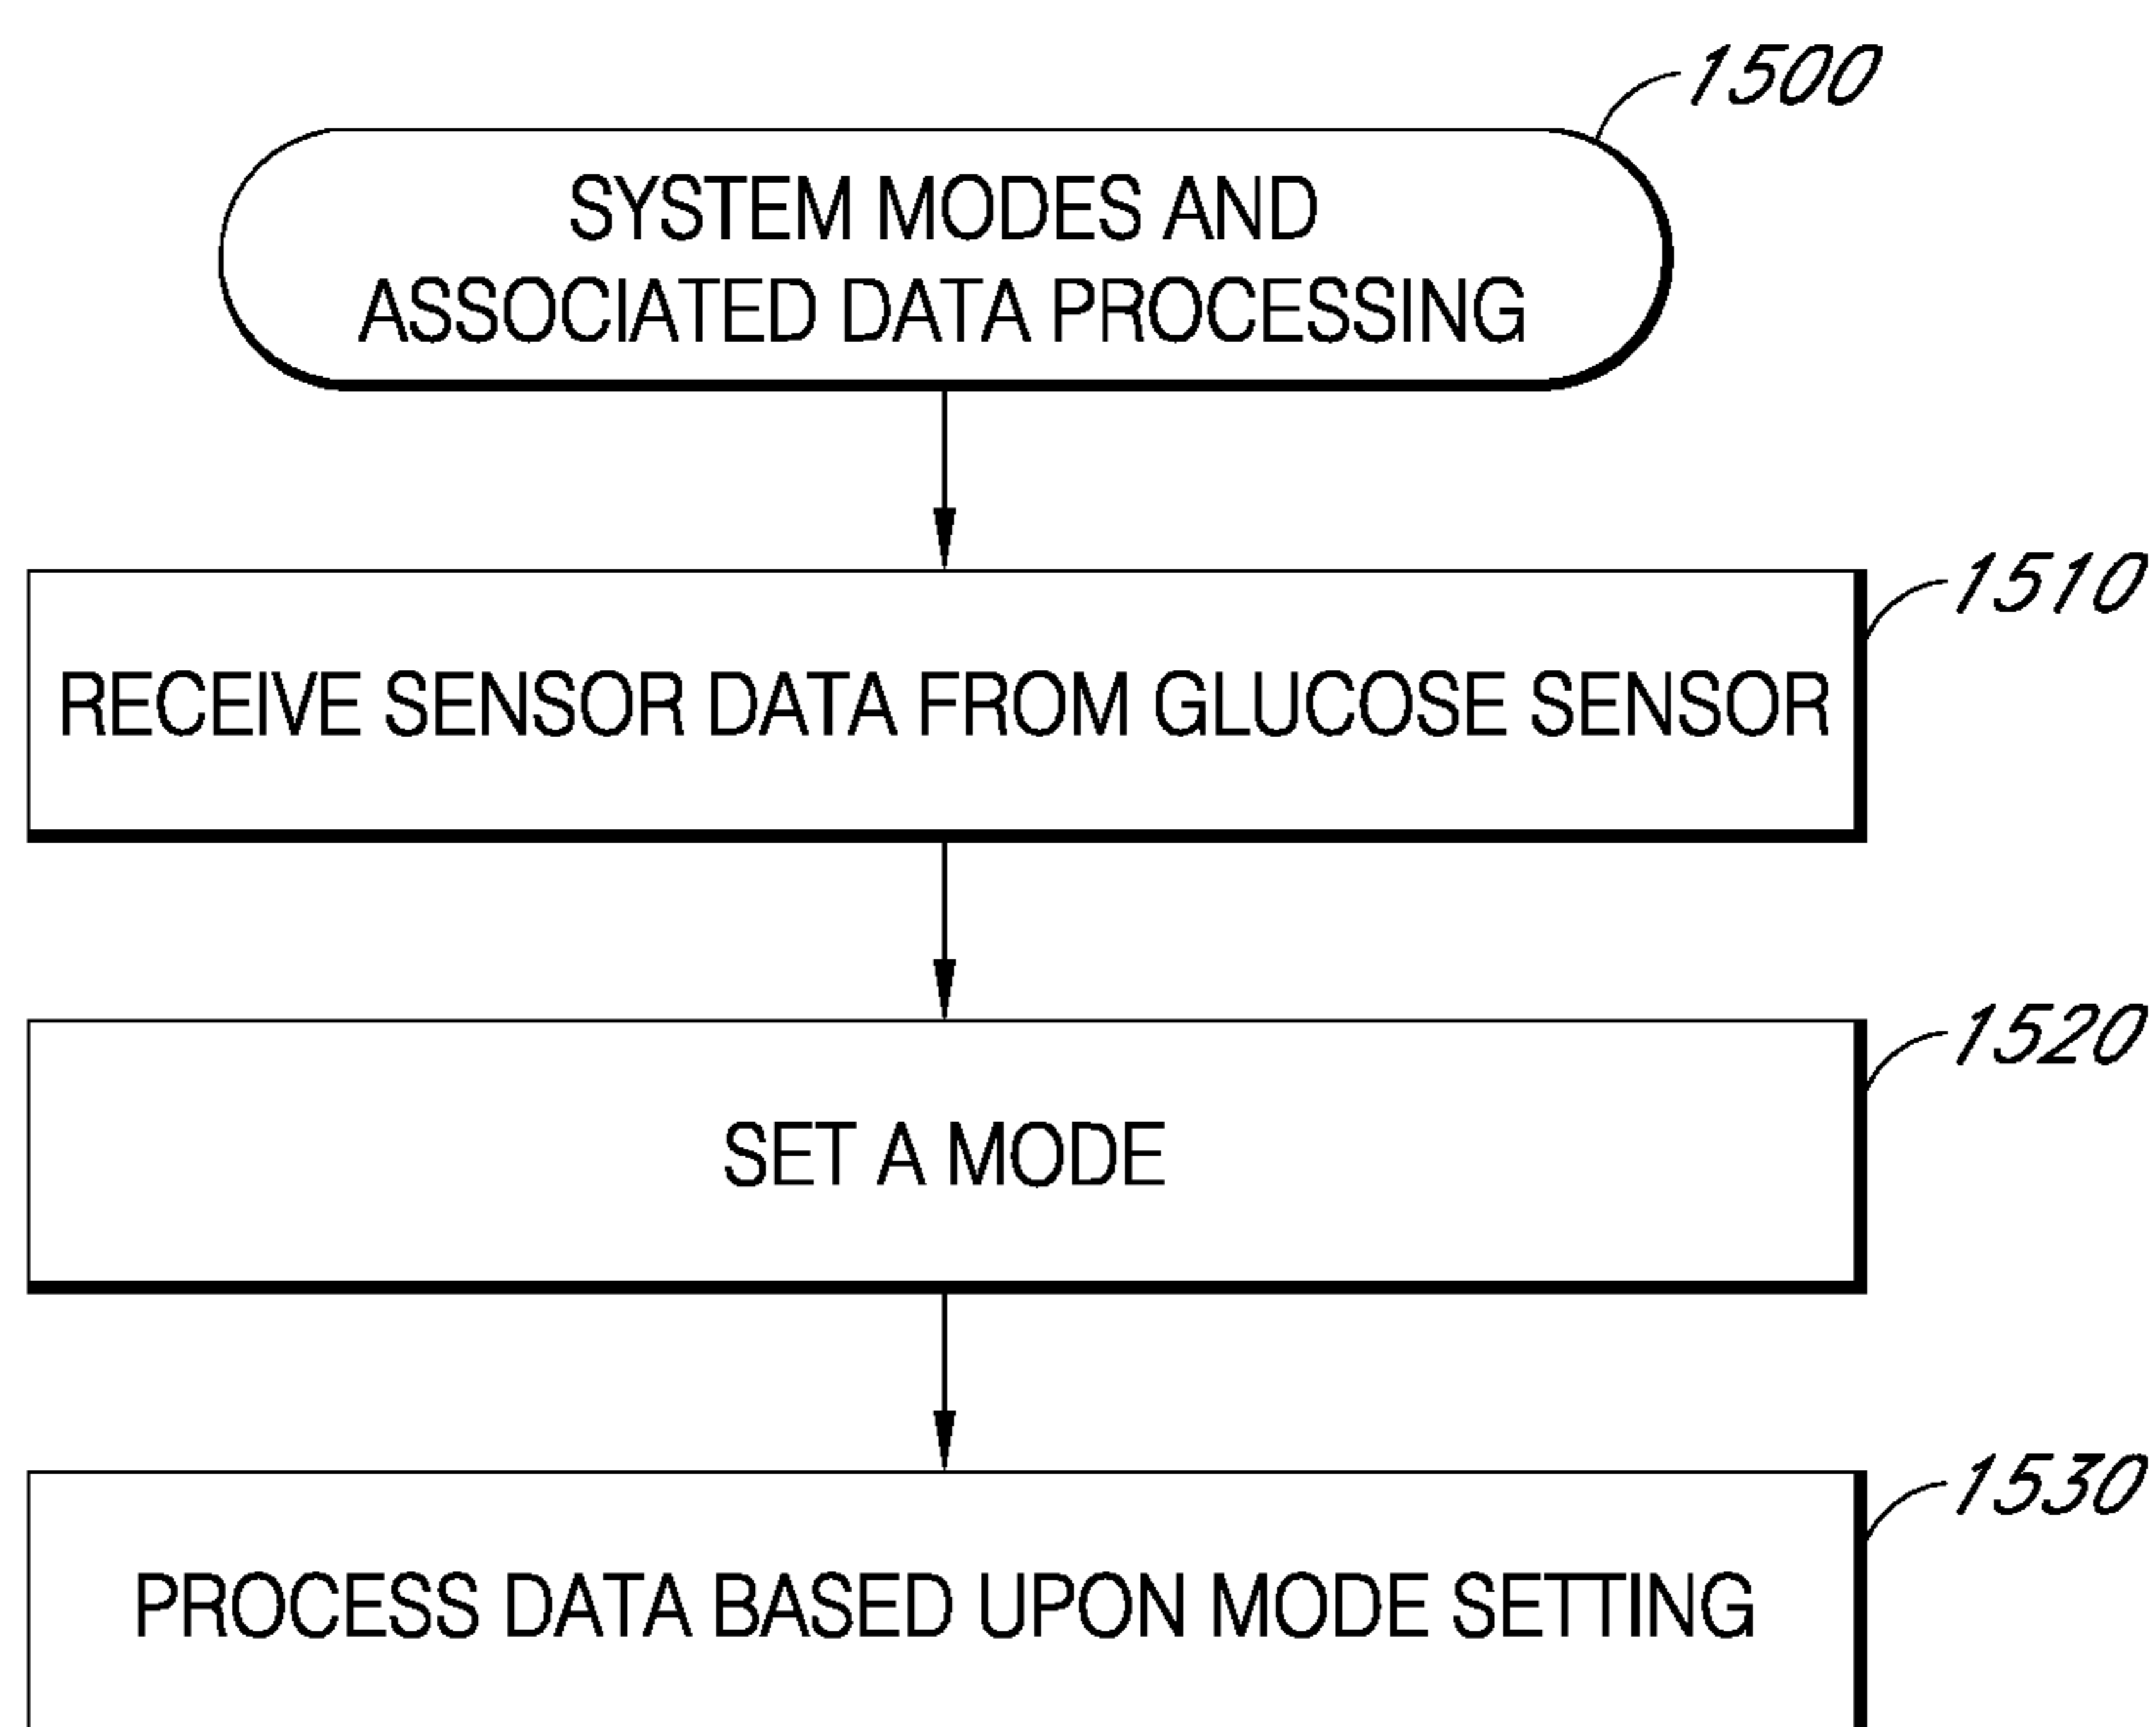 1500
SYSTEM MODES AND
ASSOCIATED DATA PROCESSING
1510
RECEIVE SENSOR DATA FROM GLUCOSE SENSOR
1520
SET A MODE
1530
PROCESS DATA BASED UPON MODE SETTING